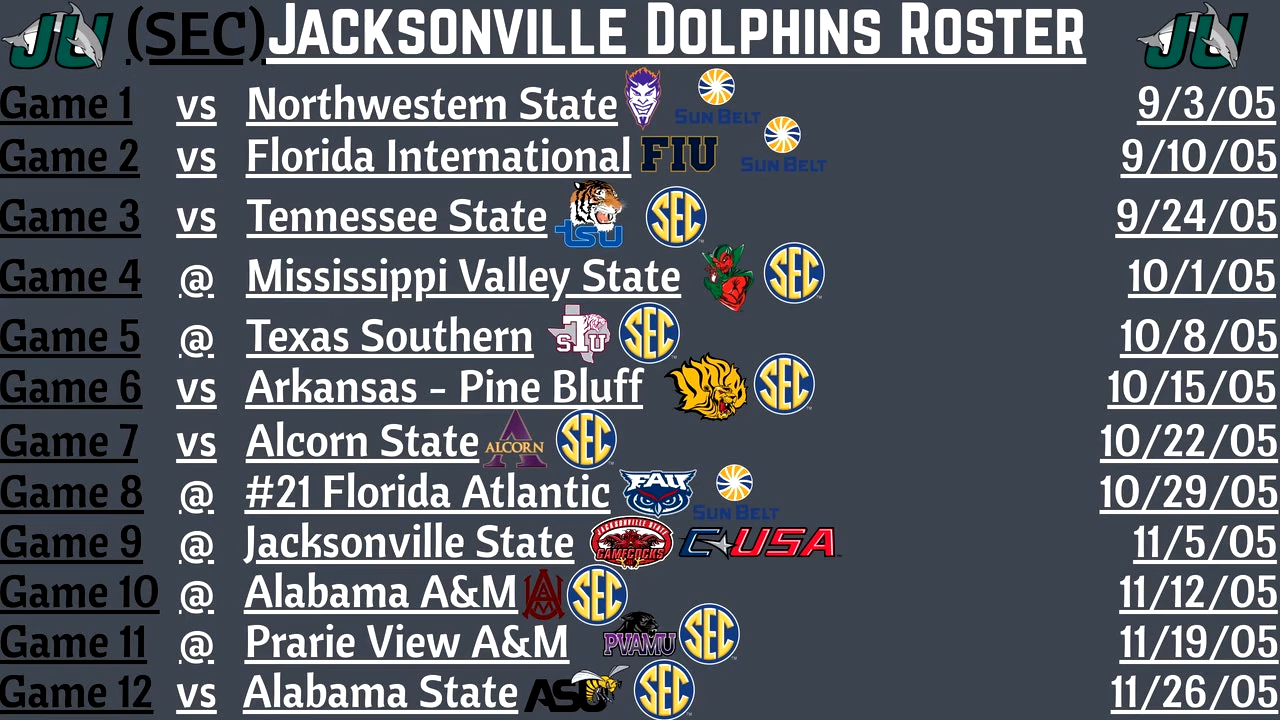 JU (SEC) JACKSONVILLE DOLPHINS ROSTER JU
Game 1 vs Northwestern State SUN BELT 9/3/05
Game 2 vs Florida International FIU SUN BELT 9/10/05
Game 3 vs Tennessee State tsu SEC 9/24/05
Game 4 @ Mississippi Valley State SEC 10/1/05
Game 5 @ Texas Southern TSU SEC 10/8/05
Game 6 vs Arkansas - Pine Bluff SEC 10/15/05
Game 7 vs Alcorn State A ALCORN SEC 10/22/05
Game 8 @ #21 Florida Atlantic FAU SUN BELT 10/29/05
Game 9 @ Jacksonville State JACKSONVILLE STATE GAMECOCKS C USA 11/5/05
Game 10 @ Alabama A&M AM SEC 11/12/05
Game 11 @ Prarie View A&M PVAMU SEC 11/19/05
Game 12 vs Alabama State ASU SEC 11/26/05